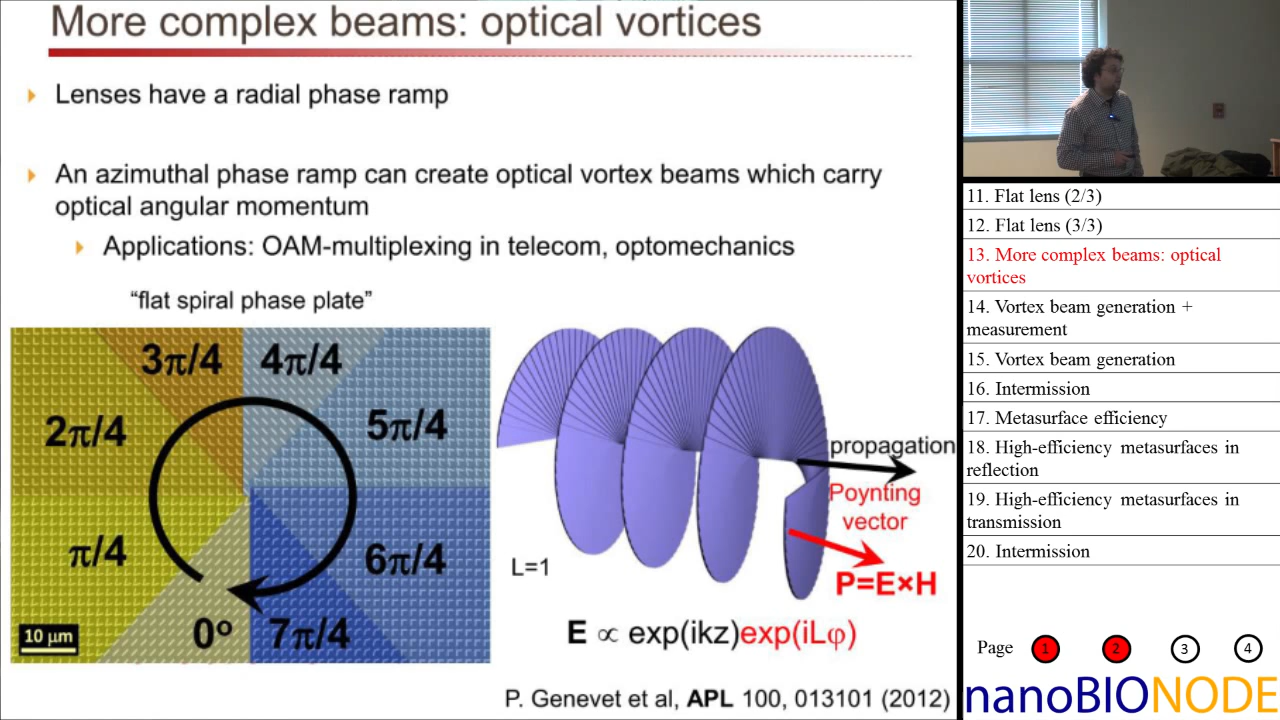 More complex beams: optical vortices
Lenses have a radial phase ramp
An azimuthal phase ramp can create optical vortex beams which carry
optical angular momentum
Applications: OAM-multiplexing in telecom, optomechanics
“flat spiral phase plate”
3π/4
4π/4
2π/4
5π/4
π/4
6π/4
0º
7π/4
10 μm
propagation
Poynting
vector
L=1
P=E×H
E ∝ exp(ikz)exp(iLφ)
P. Genevet et al, APL 100, 013101 (2012)
11. Flat lens (2/3)
12. Flat lens (3/3)
13. More complex beams: optical
vortices
14. Vortex beam generation +
measurement
15. Vortex beam generation
16. Intermission
17. Metasurface efficiency
18. High-efficiency metasurfaces in
reflection
19. High-efficiency metasurfaces in
transmission
20. Intermission
Page 1 2 3 4
nanoBIONODE